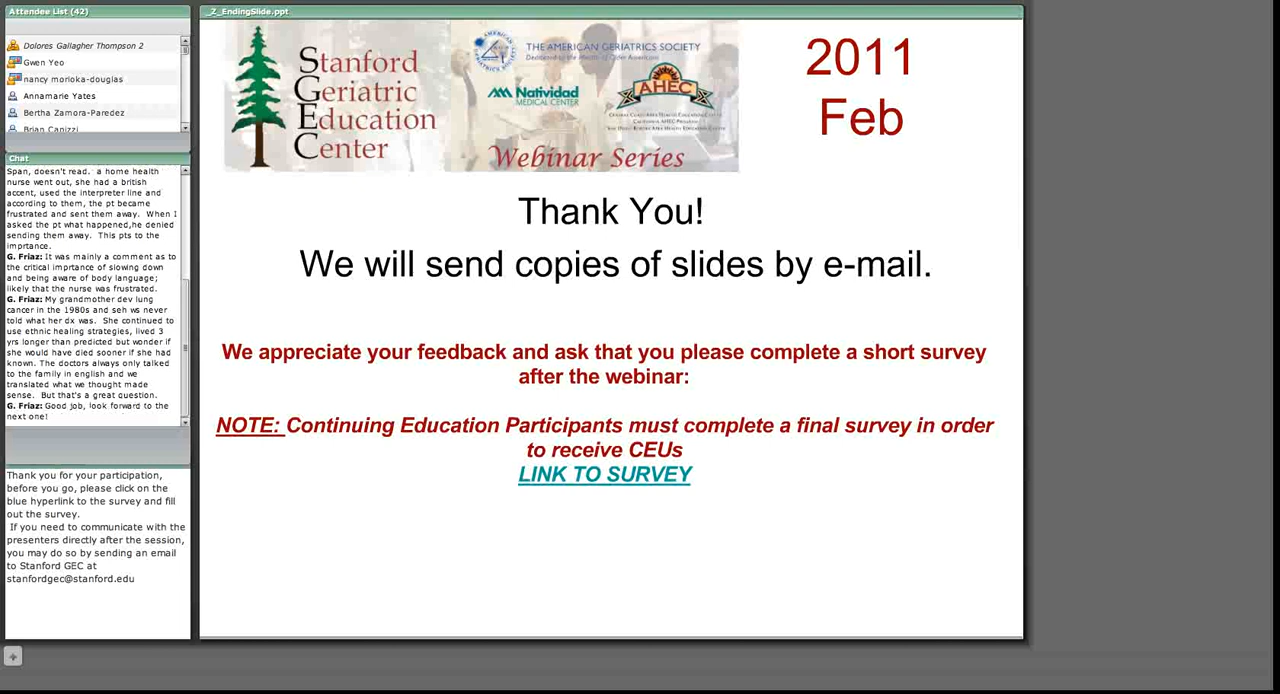 Attendee List (42)
Dolores Gallagher Thompson 2
Gwen Yeo
nancy morioka-douglas
Annamarie Yates
Bertha Zamora-Paredez
Brian Canizzi
Chat
Span, doesn't read. a home health
nurse went out, she had a british
accent, used the interpreter line and
according to them, the pt became
frustrated and sent them away. When I
asked the pt what happened,he denied
sending them away. This pts to the
imprtance.
G. Friaz: It was mainly a comment as to
the critical imprtance of slowing down
and being aware of body language;
likely that the nurse was frustrated.
G. Friaz: My grandmother dev lung
cancer in the 1980s and seh ws never
told what her dx was. She continued to
use ethnic healing strategies, lived 3
yrs longer than predicted but wonder if
she would have died sooner if she had
known. The doctors always only talked
to the family in english and we
translated what we thought made
sense. But that's a great question.
G. Friaz: Good job, look forward to the
next one!
Thank you for your participation,
before you go, please click on the
blue hyperlink to the survey and fill
out the survey.
If you need to communicate with the
presenters directly after the session,
you may do so by sending an email
to Stanford GEC at
stanfordgec@stanford.edu
_Z_EndingSlide.ppt
Stanford
Geriatric
Education
Center
THE AMERICAN GERIATRICS SOCIETY
Natividad
MEDICAL CENTER
AHEC
Webinar Series
2011
Feb
Thank You!
We will send copies of slides by e-mail.
We appreciate your feedback and ask that you please complete a short survey
after the webinar:
NOTE: Continuing Education Participants must complete a final survey in order
to receive CEUs
LINK TO SURVEY